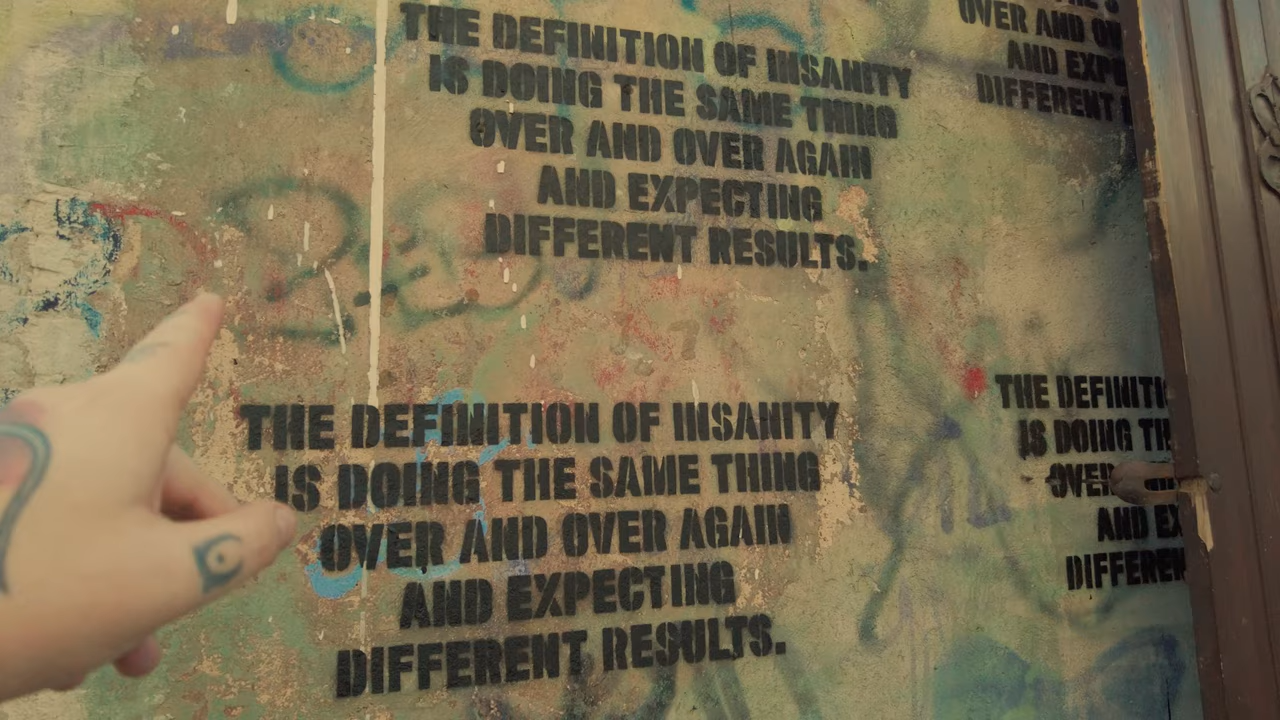 THE DEFINITION OF INSANITY
IS DOING THE SAME THING
OVER AND OVER AGAIN
AND EXPECTING
DIFFERENT RESULTS.
OVER AND
AND
DIFFERENT
THE DEFINITION OF INSANITY
IS DOING THE SAME THING
OVER AND OVER AGAIN
AND EXPECTING
DIFFERENT RESULTS.
THE
IS DOING
OVER
AND